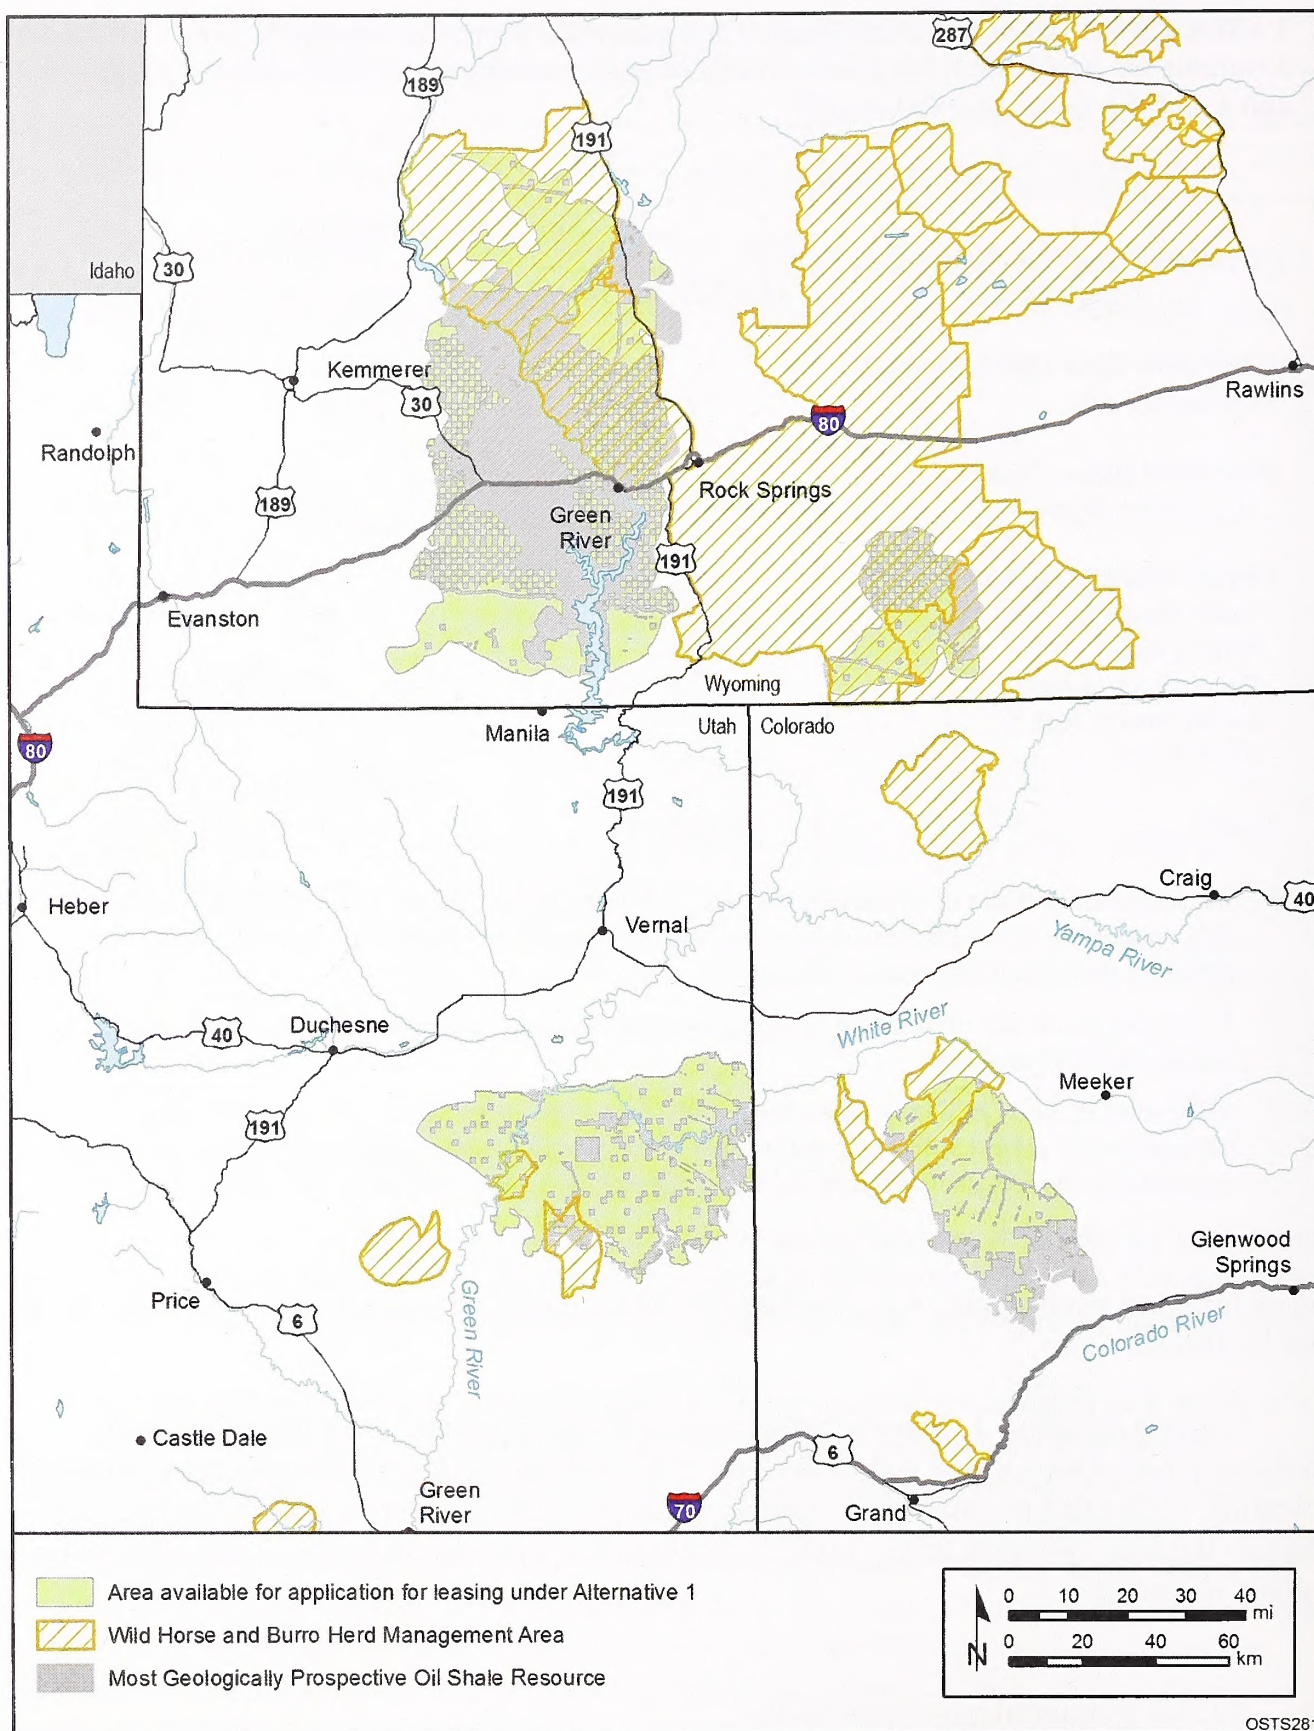 287
189
191
Idaho
30
Kemmerer
30
80
Rawlins
Randolph
Rock Springs
189
Green
River
191
Evanston
Wyoming
Manila
Utah
Colorado
80
191
Craig
40
Heber
Vernal
Yampa River
White River
Duchesne
40
Meeker
191
Glenwood
Springs
Price
6
Green River
Colorado River
Castle Dale
6
Green
River
70
Grand
Area available for application for leasing under Alternative 1
Wild Horse and Burro Herd Management Area
Most Geologically Prospective Oil Shale Resource
0 10 20 30 40
mi
0 20 40 60
km
N
OSTS281